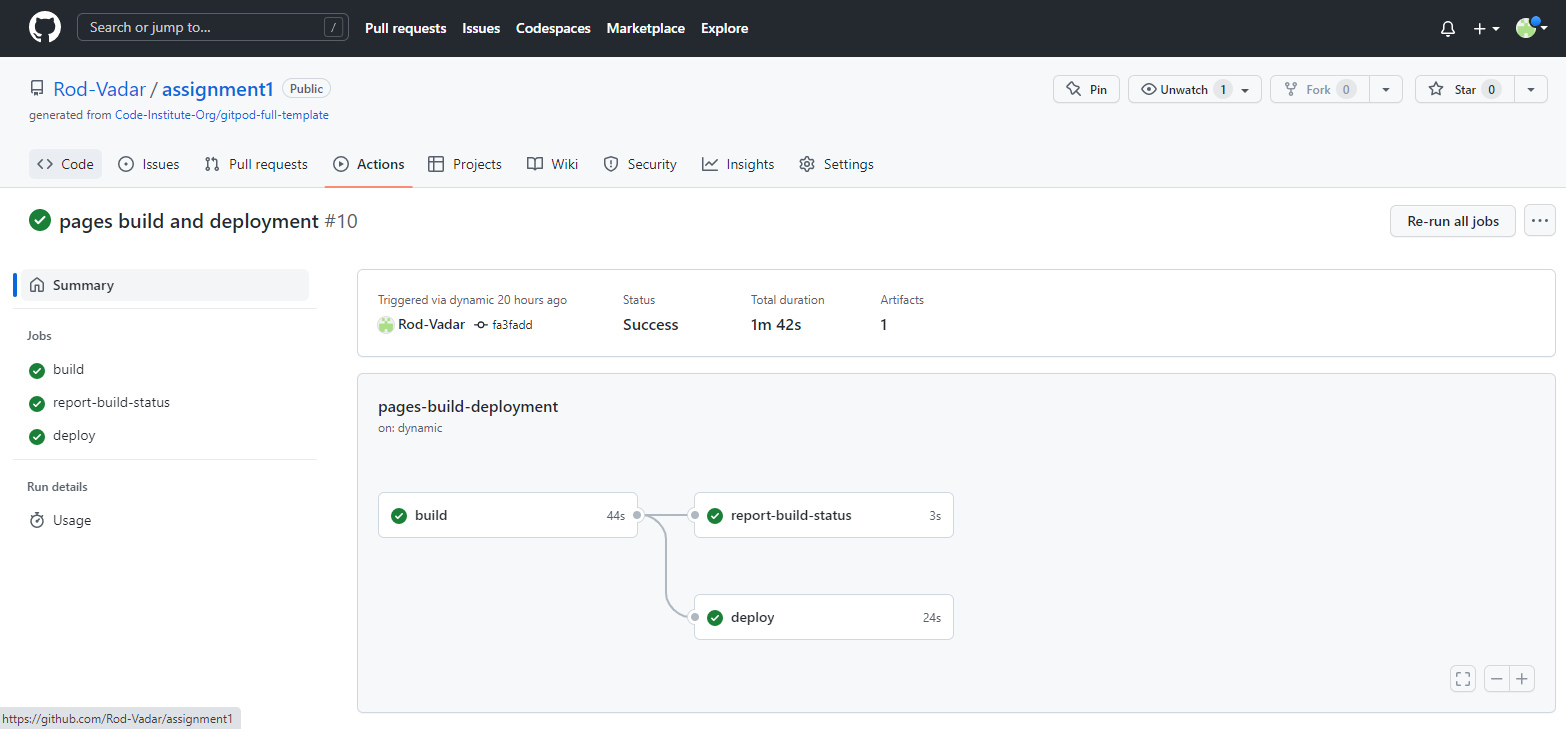 Search or jump to... /
Pull requests Issues Codespaces Marketplace Explore
Rod-Vadar / assignment1 Public
Pin Unwatch 1 Fork 0 Star 0
generated from Code-Institute-Org/gitpod-full-template
Code Issues Pull requests Actions Projects Wiki Security Insights Settings
pages build and deployment #10
Re-run all jobs
Summary
Jobs
build
report-build-status
deploy
Run details
Usage
Triggered via dynamic 20 hours ago Status Total duration Artifacts
Rod-Vadar fa3fadd Success 1m 42s 1
pages-build-deployment
on: dynamic
build 44s report-build-status 3s
deploy 24s
https://github.com/Rod-Vadar/assignment1